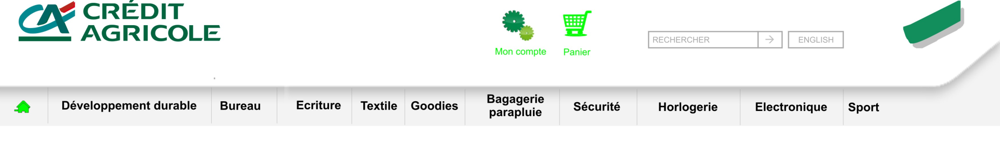 CRÉDIT
AGRICOLE
Mon compte
Panier
RECHERCHER
ENGLISH
Développement durable
Bureau
Ecriture
Textile
Goodies
Bagagerie
parapluie
Sécurité
Horlogerie
Electronique
Sport